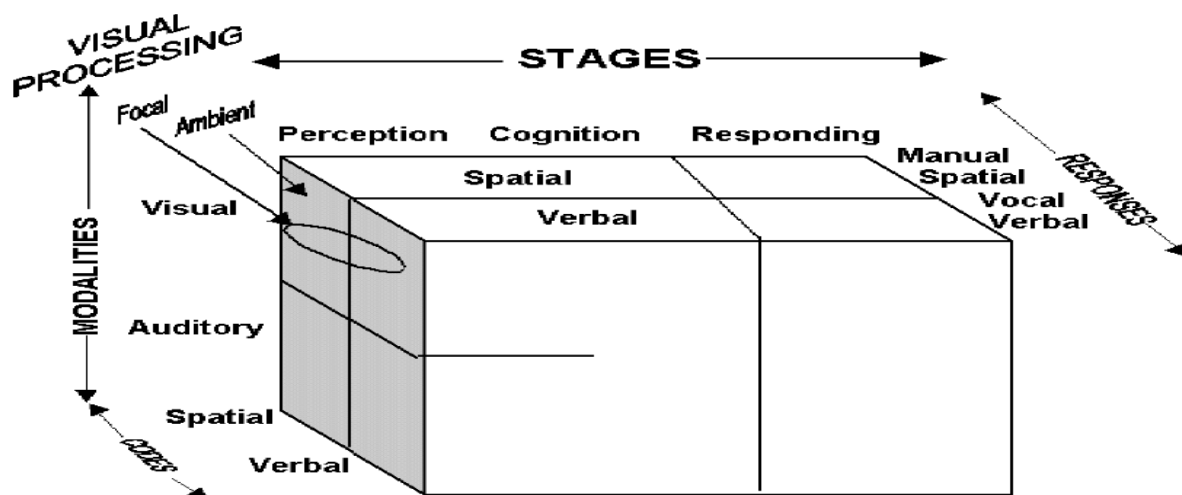 VISUAL
PROCESSING
STAGES
Focal
Ambient
Perception Cognition Responding
Manual
Spatial
Vocal
Verbal
RESPONSES
Spatial
Verbal
Visual
MODALITIES
Auditory
Spatial
Verbal
CODES